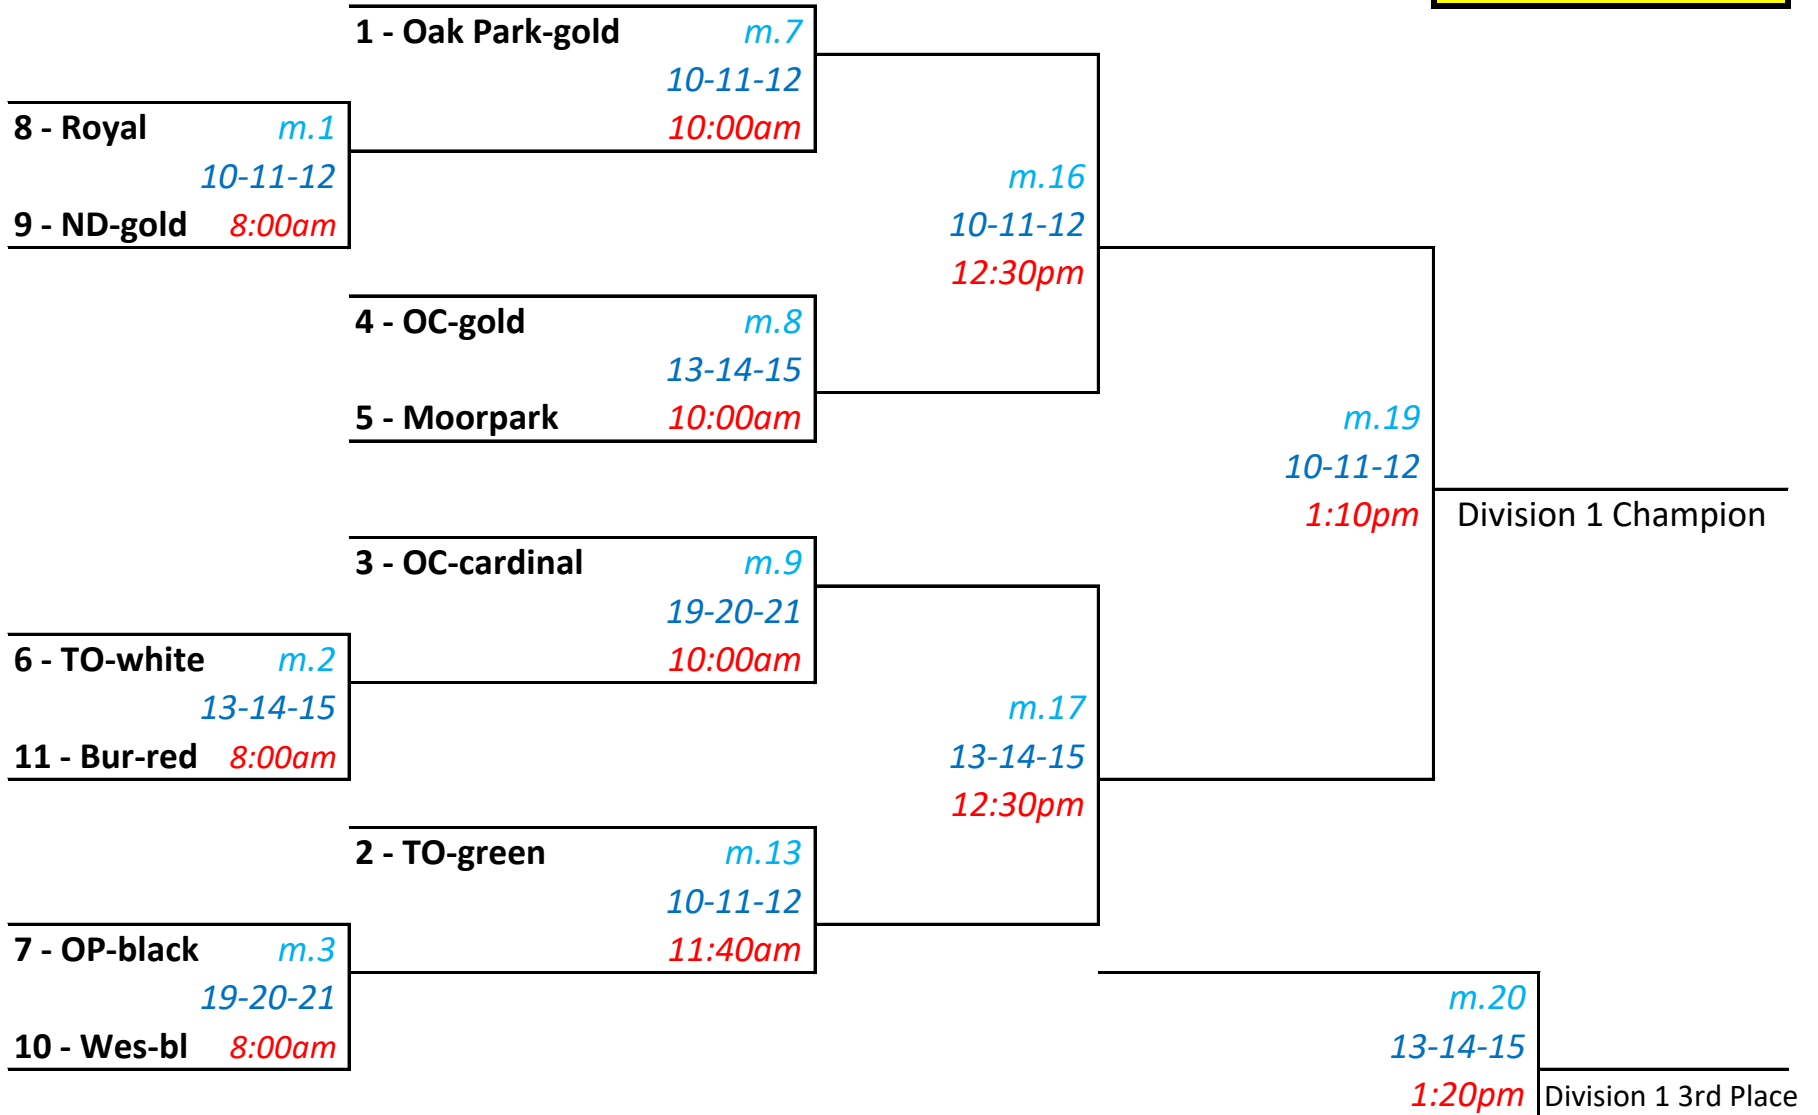 1 - Oak Park-gold m.7
10-11-12
8 - Royal m.1 10:00am
10-11-12 m.16
9 - ND-gold 8:00am 10-11-12
12:30pm
4 - OC-gold m.8
13-14-15
5 - Moorpark 10:00am m.19
10-11-12
1:10pm Division 1 Champion
3 - OC-cardinal m.9
19-20-21
6 - TO-white m.2 10:00am
13-14-15 m.17
11 - Bur-red 8:00am 13-14-15
12:30pm
2 - TO-green m.13
10-11-12
7 - OP-black m.3 11:40am
19-20-21 m.20
10 - Wes-bl 8:00am 13-14-15
1:20pm Division 1 3rd Place